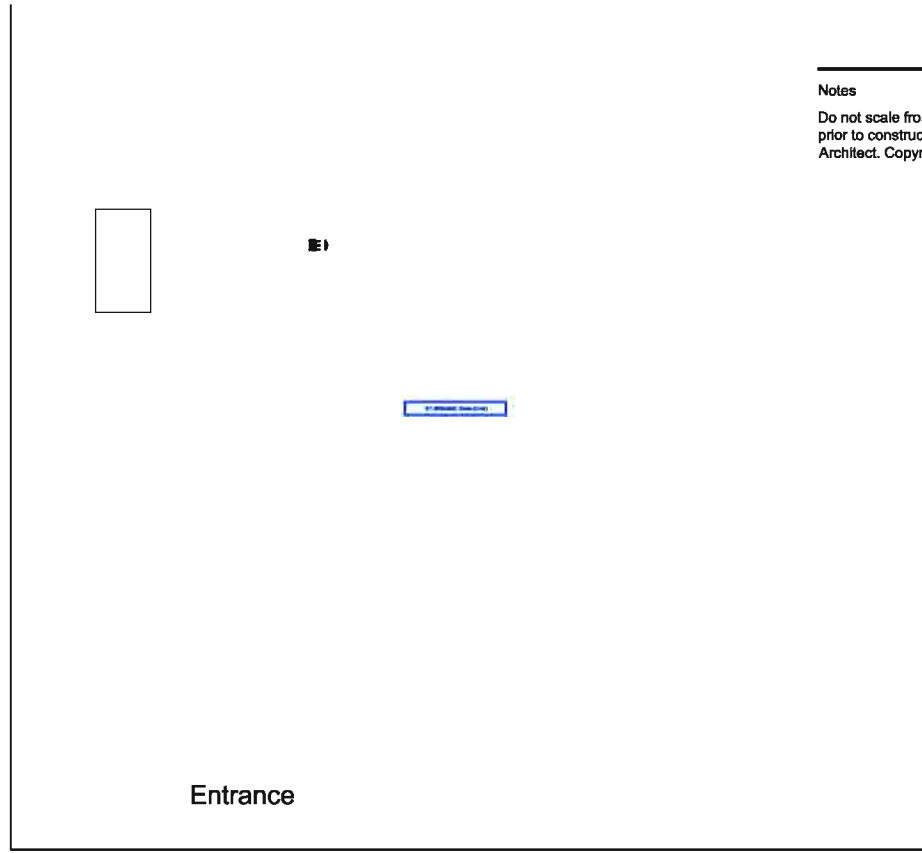 Notes
Do not scale fro
prior to construc
Architect. Copyr
Entrance